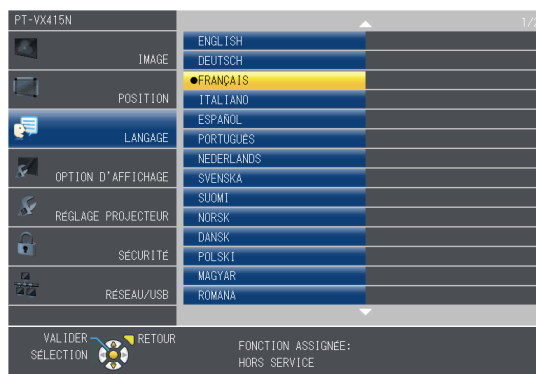 PT-VX415N
1/2
IMAGE
POSITION
LANGAGE
OPTION D'AFFICHAGE
RÉGLAGE PROJECTEUR
SÉCURITÉ
RÉSEAU/USB
ENGLISH
DEUTSCH
●FRANÇAIS
ITALIANO
ESPAÑOL
PORTUGUÊS
NEDERLANDS
SVENSKA
SUOMI
NORSK
DANSK
POLSKI
MAGYAR
ROMANA
VALIDER
RETOUR
SÉLECTION
FONCTION ASSIGNÉE:
HORS SERVICE